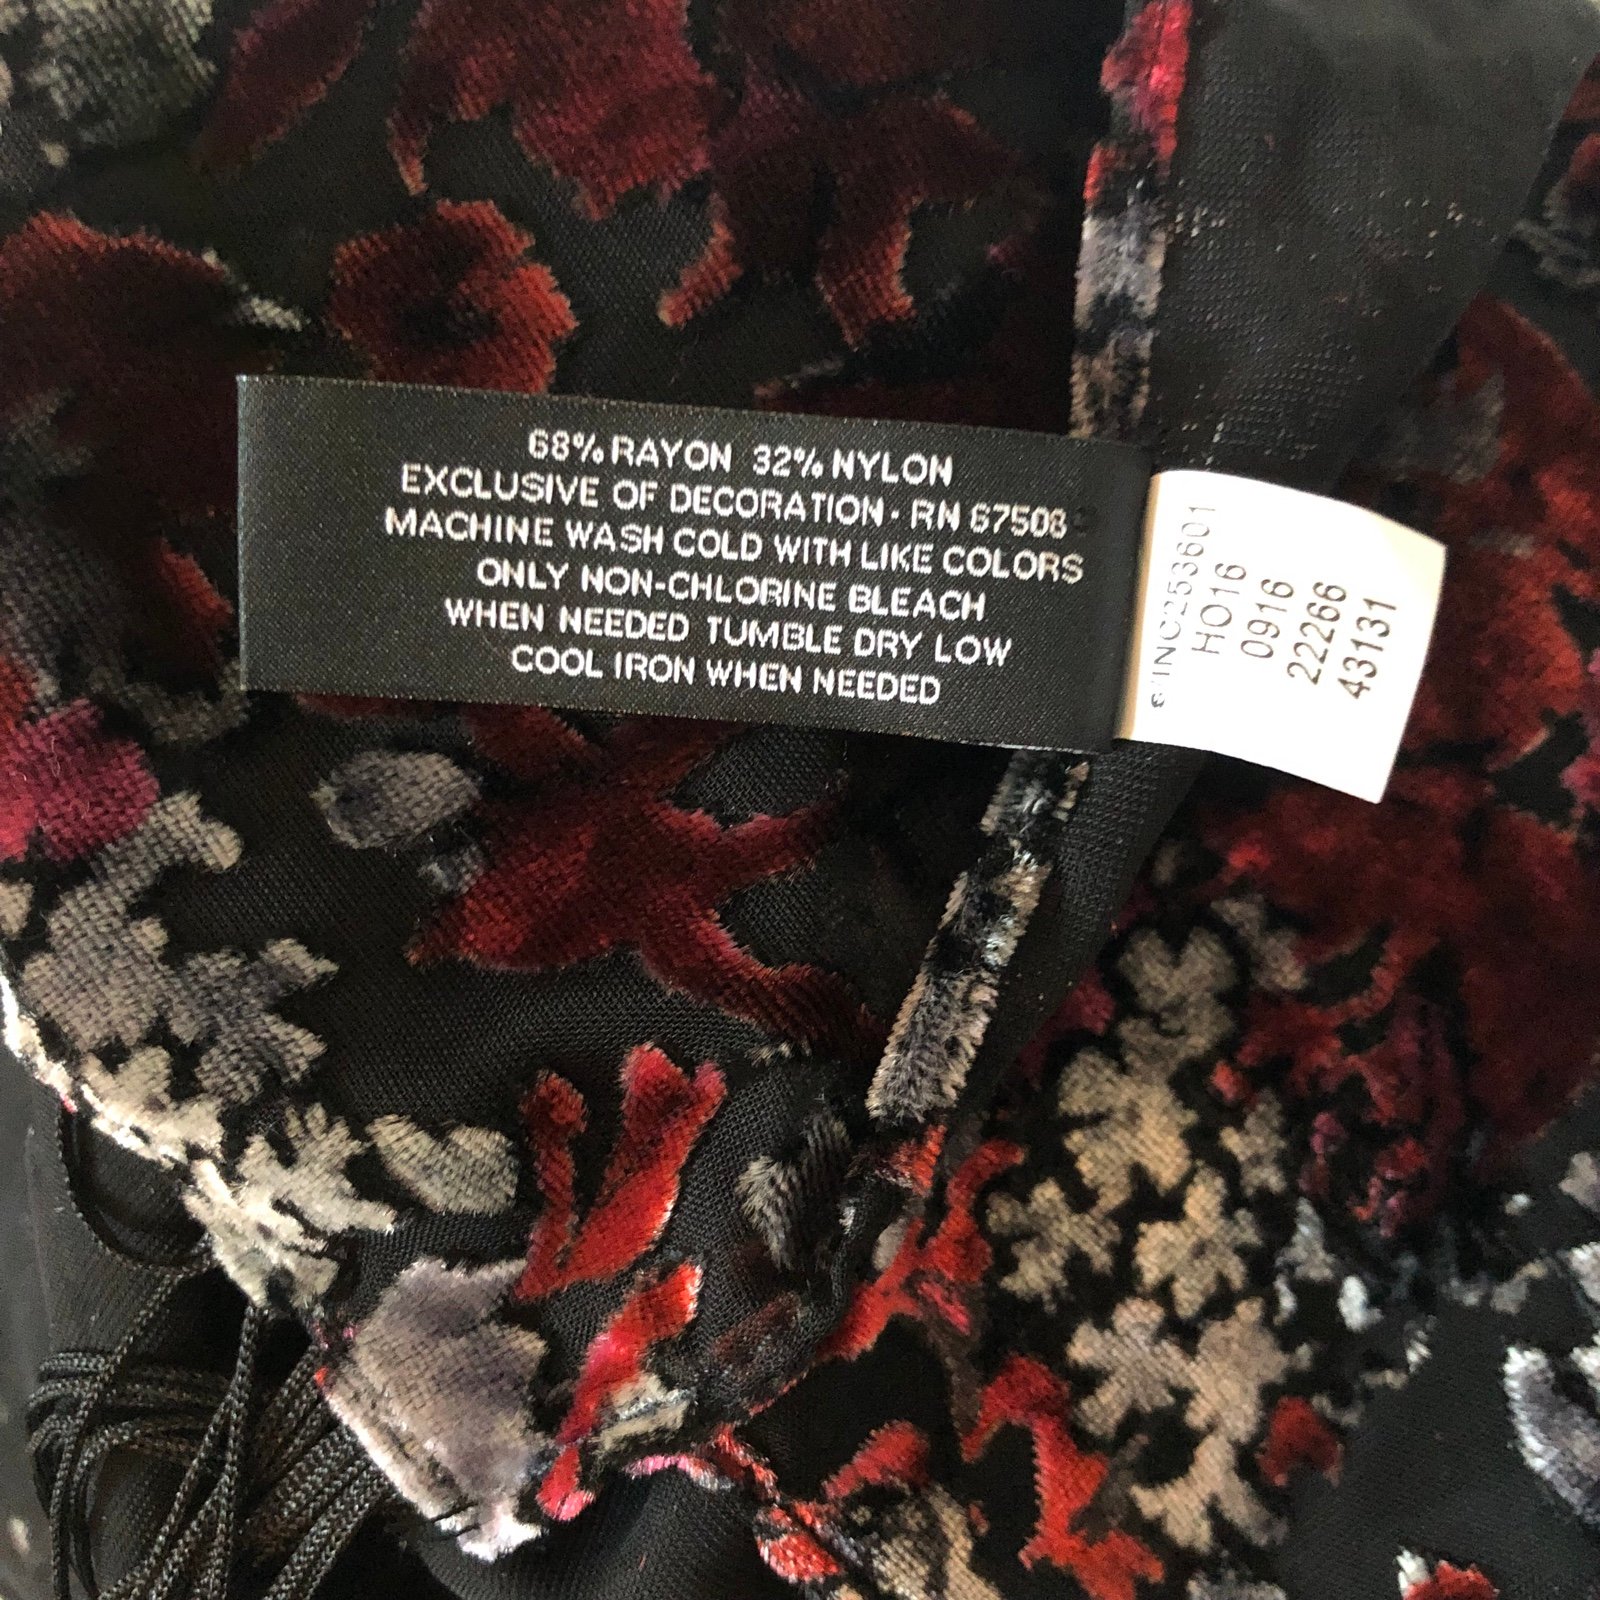 68% RAYON 32% NYLON
EXCLUSIVE OF DECORATION · RN 67508
MACHINE WASH COLD WITH LIKE COLORS
ONLY NON-CHLORINE BLEACH
WHEN NEEDED TUMBLE DRY LOW
COOL IRON WHEN NEEDED
HO16
0916
22266
43131